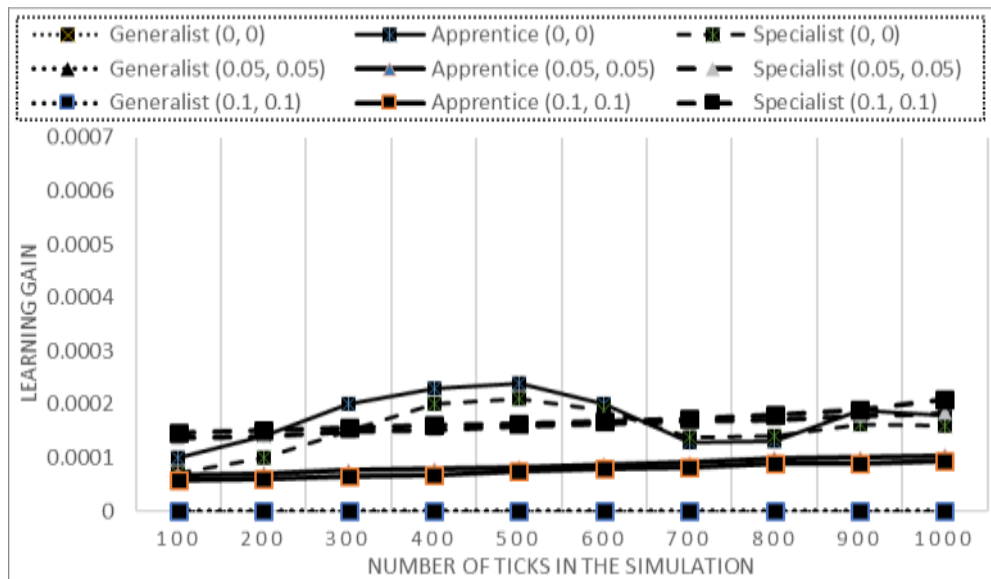 Generalist (0, 0) Apprentice (0, 0) Specialist (0, 0)
Generalist (0.05, 0.05) Apprentice (0.05, 0.05) Specialist (0.05, 0.05)
Generalist (0.1, 0.1) Apprentice (0.1, 0.1) Specialist (0.1, 0.1)
0.0007
0.0006
0.0005
0.0004
0.0003
0.0002
0.0001
0
LEARNING GAIN
100 200 300 400 500 600 700 800 900 1000
NUMBER OF TICKS IN THE SIMULATION